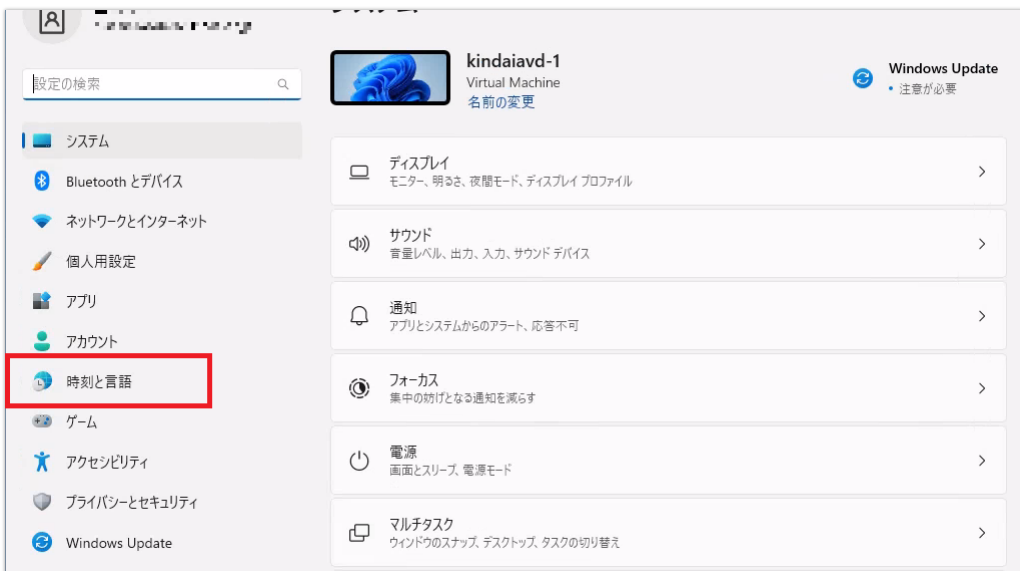 設定の検索
システム
Bluetooth とデバイス
ネットワークとインターネット
個人用設定
アプリ
アカウント
時刻と言語
ゲーム
アクセシビリティ
プライバシーとセキュリティ
Windows Update
kindaiavd-1
Virtual Machine
名前の変更
Windows Update
• 注意が必要
ディスプレイ
モニター、明るさ、夜間モード、ディスプレイ プロファイル
サウンド
音量レベル、出力、入力、サウンド デバイス
通知
アプリとシステムからのアラート、応答不可
フォーカス
集中の妨げとなる通知を減らす
電源
画面とスリープ、電源モード
マルチタスク
ウィンドウのスナップ、デスクトップ、タスクの切り替え